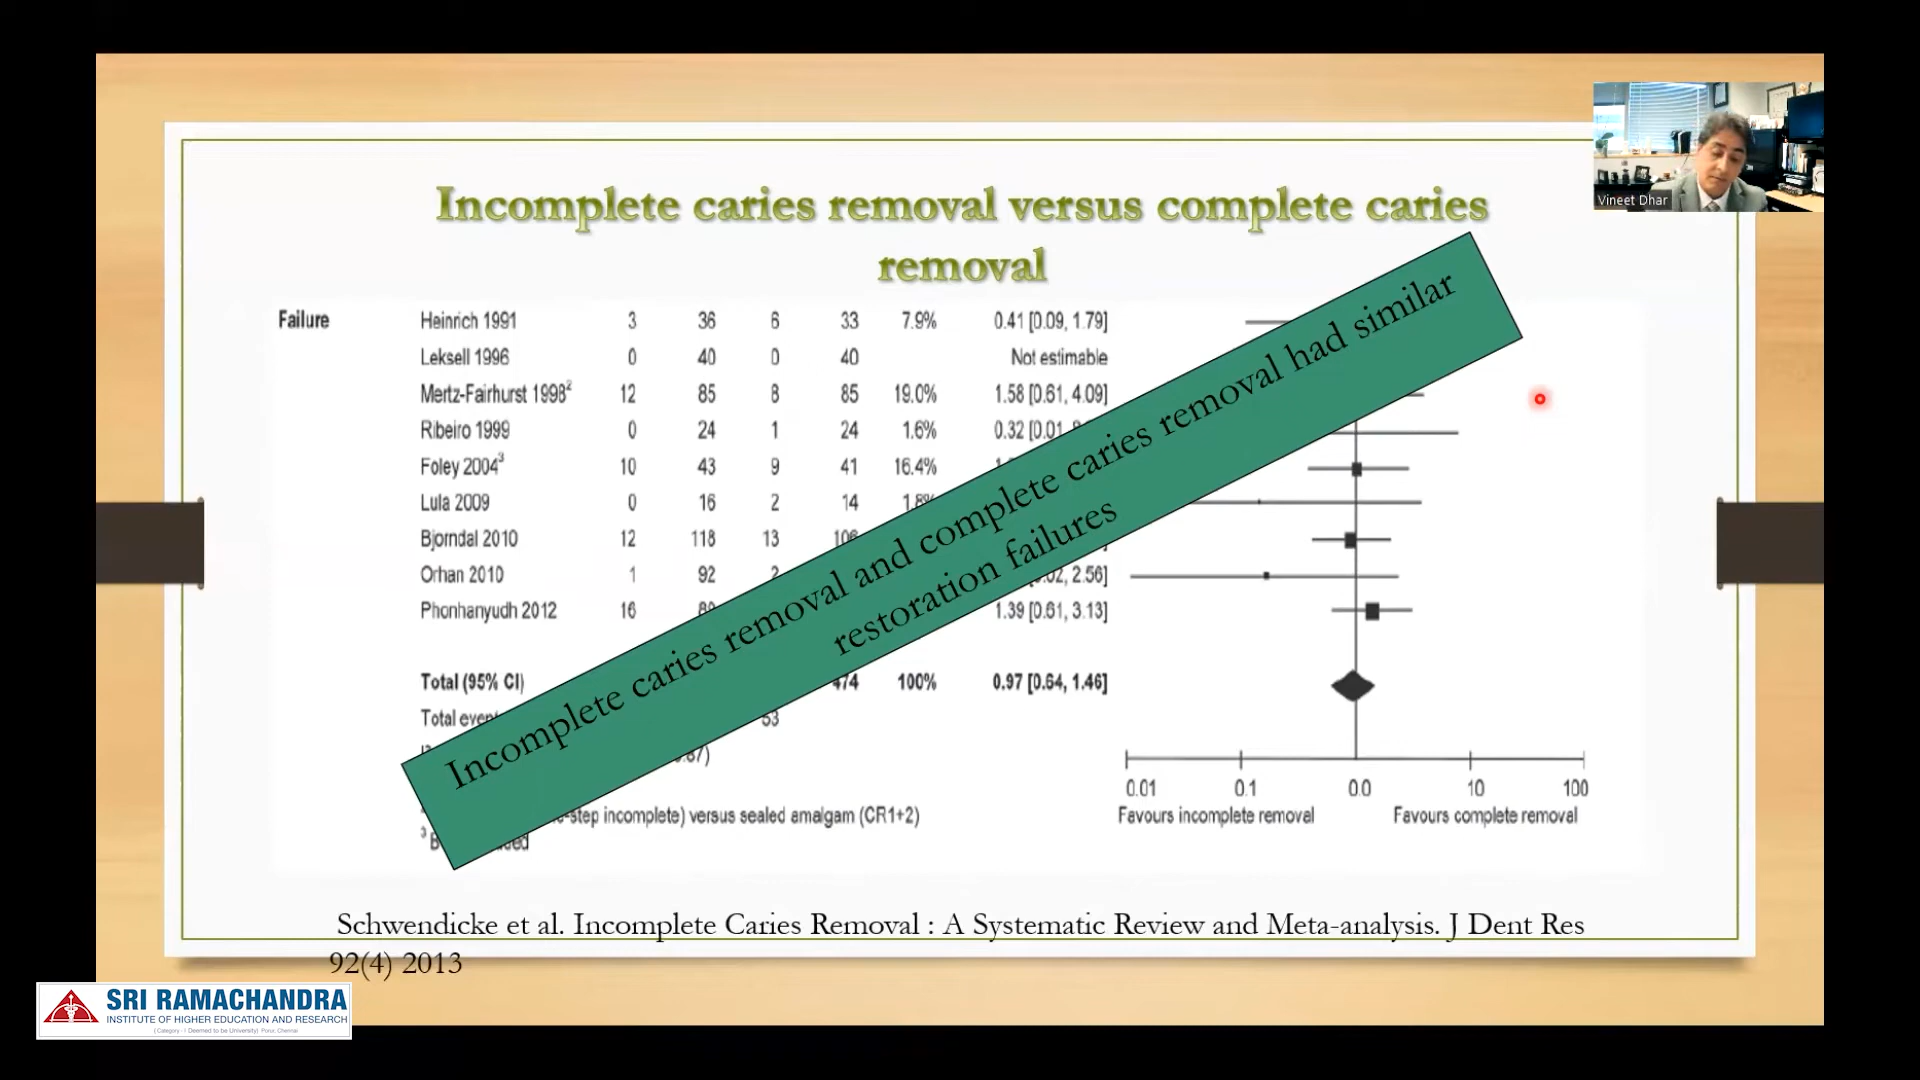 Vineet Dhar
Incomplete caries removal versus complete caries
removal
Failure
Heinrich 1991 3 36 6 33 7.9% 0.41 [0.09, 1.79]
Leksell 1996 0 40 0 40 Not estimable
Mertz-Fairhurst 1998² 12 85 8 85 19.0% 1.58 [0.61, 4.09]
Ribeiro 1999 0 24 1 24 1.6% 0.32 [0.01,
Foley 2004³ 10 43 9 41 16.4%
Lula 2009 0 16 2 14 1.8%
Bjorndal 2010 12 118 13 106
Orhan 2010 1 92 2 2.56]
Phonhanyudh 2012 16 1.39 [0.61, 3.13]
Total (95% CI) 474 100% 0.97 [0.64, 1.46]
Total 53
Incomplete caries removal and complete caries removal had similar
restoration failures
0.01 0.1 0.0 10 100
Favours incomplete removal Favours complete removal
-step incomplete) versus sealed amalgam (CR1+2)
Schwendicke et al. Incomplete Caries Removal : A Systematic Review and Meta-analysis. J Dent Res
92(4) 2013
SRI RAMACHANDRA
INSTITUTE OF HIGHER EDUCATION AND RESEARCH
(Category - I Deemed to be University) Porur, Chennai